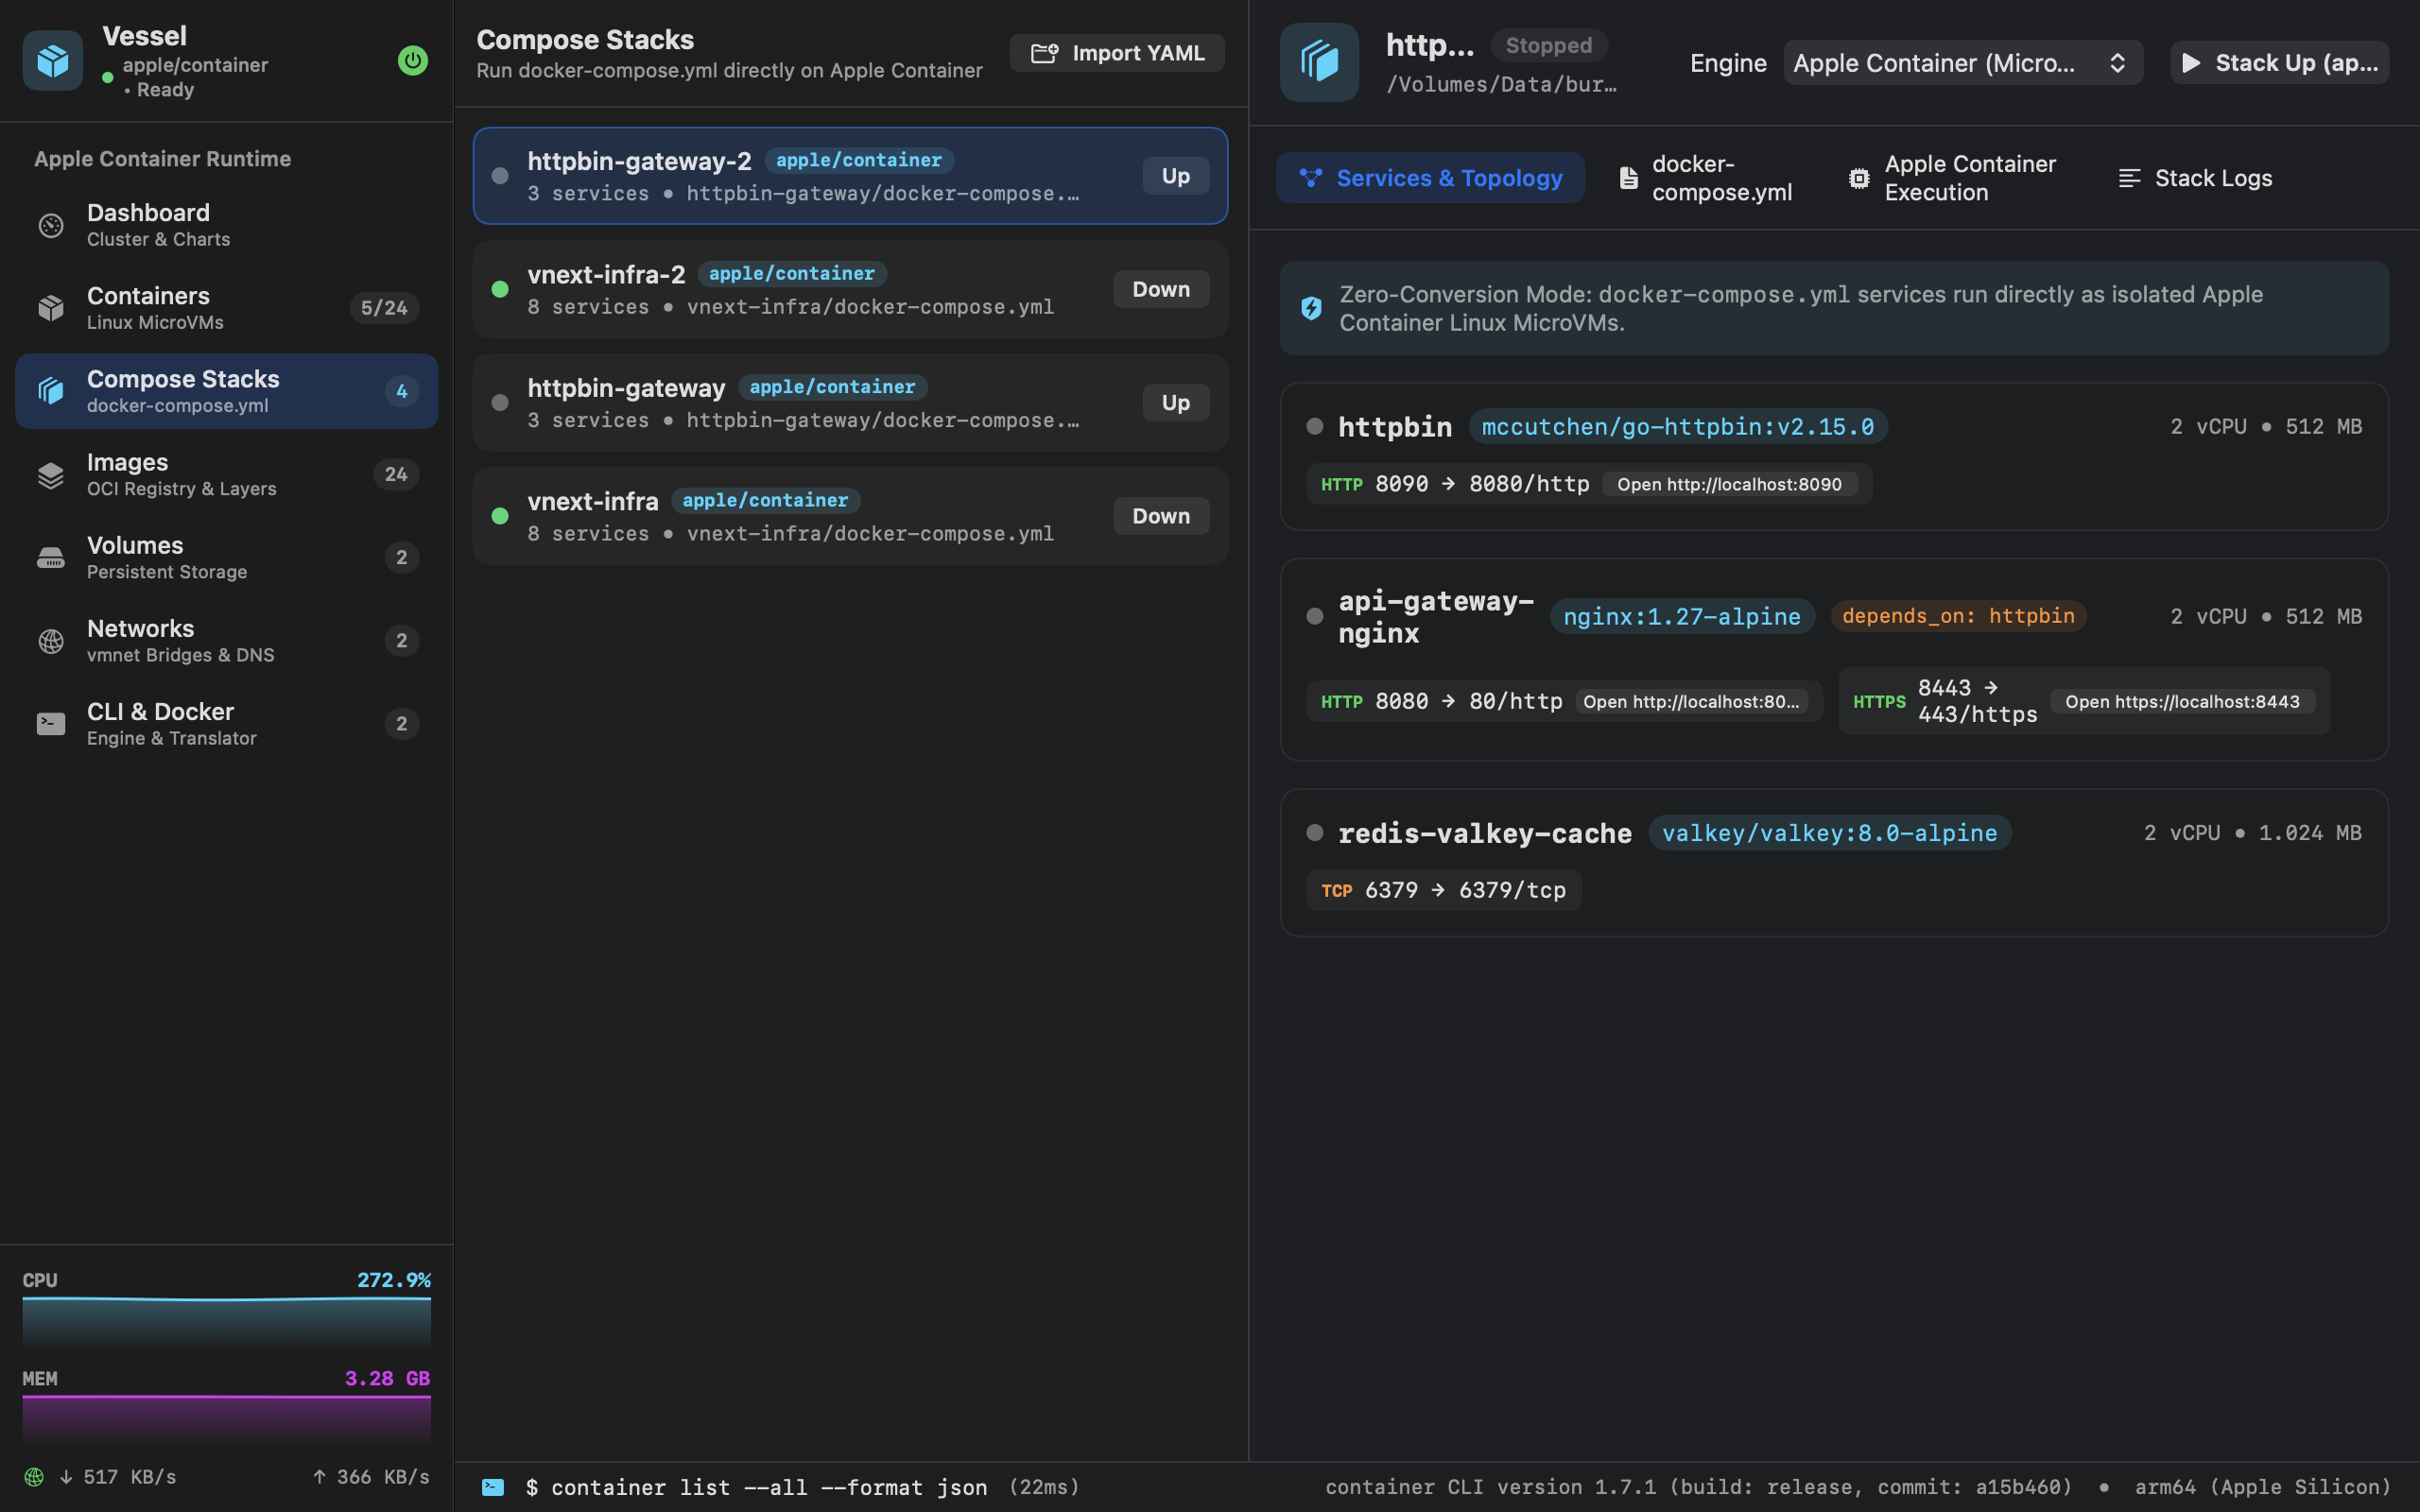 Vessel
apple/container
• Ready
Apple Container Runtime
Dashboard
Cluster & Charts
Containers
Linux MicroVMs
5/24
Compose Stacks
docker-compose.yml
4
Images
OCI Registry & Layers
24
Volumes
Persistent Storage
2
Networks
vmnet Bridges & DNS
2
CLI & Docker
Engine & Translator
2
CPU
272.9%
MEM
3.28 GB
↓ 517 KB/s
↑ 366 KB/s
Compose Stacks
Run docker-compose.yml directly on Apple Container
Import YAML
httpbin-gateway-2 apple/container
3 services • httpbin-gateway/docker-compose.…
Up
vnext-infra-2 apple/container
8 services • vnext-infra/docker-compose.yml
Down
httpbin-gateway apple/container
3 services • httpbin-gateway/docker-compose.…
Up
vnext-infra apple/container
8 services • vnext-infra/docker-compose.yml
Down
http... Stopped
/Volumes/Data/bur…
Engine
Apple Container (Micro...
Stack Up (ap...
Services & Topology
docker-
compose.yml
Apple Container
Execution
Stack Logs
Zero-Conversion Mode: docker-compose.yml services run directly as isolated Apple
Container Linux MicroVMs.
httpbin mccutchen/go-httpbin:v2.15.0 2 vCPU • 512 MB
HTTP 8090 → 8080/http Open http://localhost:8090
api-gateway-
nginx
nginx:1.27-alpine depends_on: httpbin 2 vCPU • 512 MB
HTTP 8080 → 80/http Open http://localhost:80...
HTTPS
8443 →
443/https
Open https://localhost:8443
redis-valkey-cache valkey/valkey:8.0-alpine 2 vCPU • 1.024 MB
TCP 6379 → 6379/tcp
$ container list --all --format json (22ms)
container CLI version 1.7.1 (build: release, commit: a15b460) • arm64 (Apple Silicon)